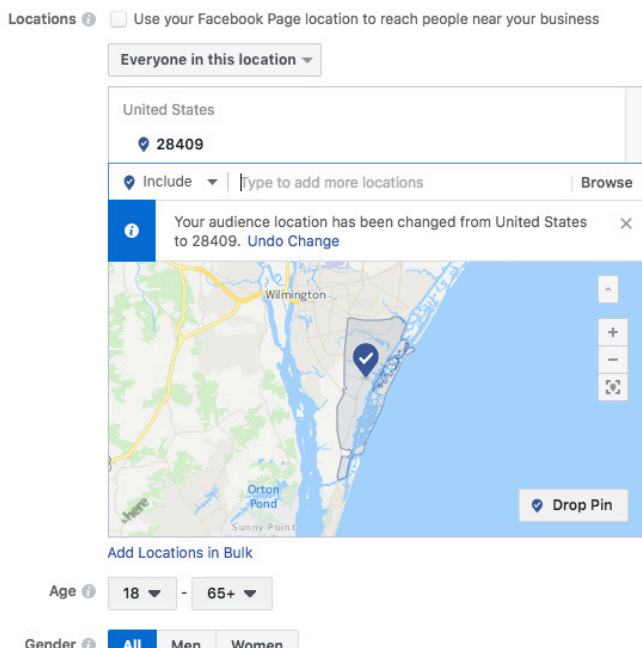 Locations Use your Facebook Page location to reach people near your business
Everyone in this location
United States
28409
Include Type to add more locations Browse
Your audience location has been changed from United States
to 28409. Undo Change
Wilmington
Orton
Pond
here
Sunny Point
Drop Pin
Add Locations in Bulk
Age 18 - 65+
Gender All Men Women